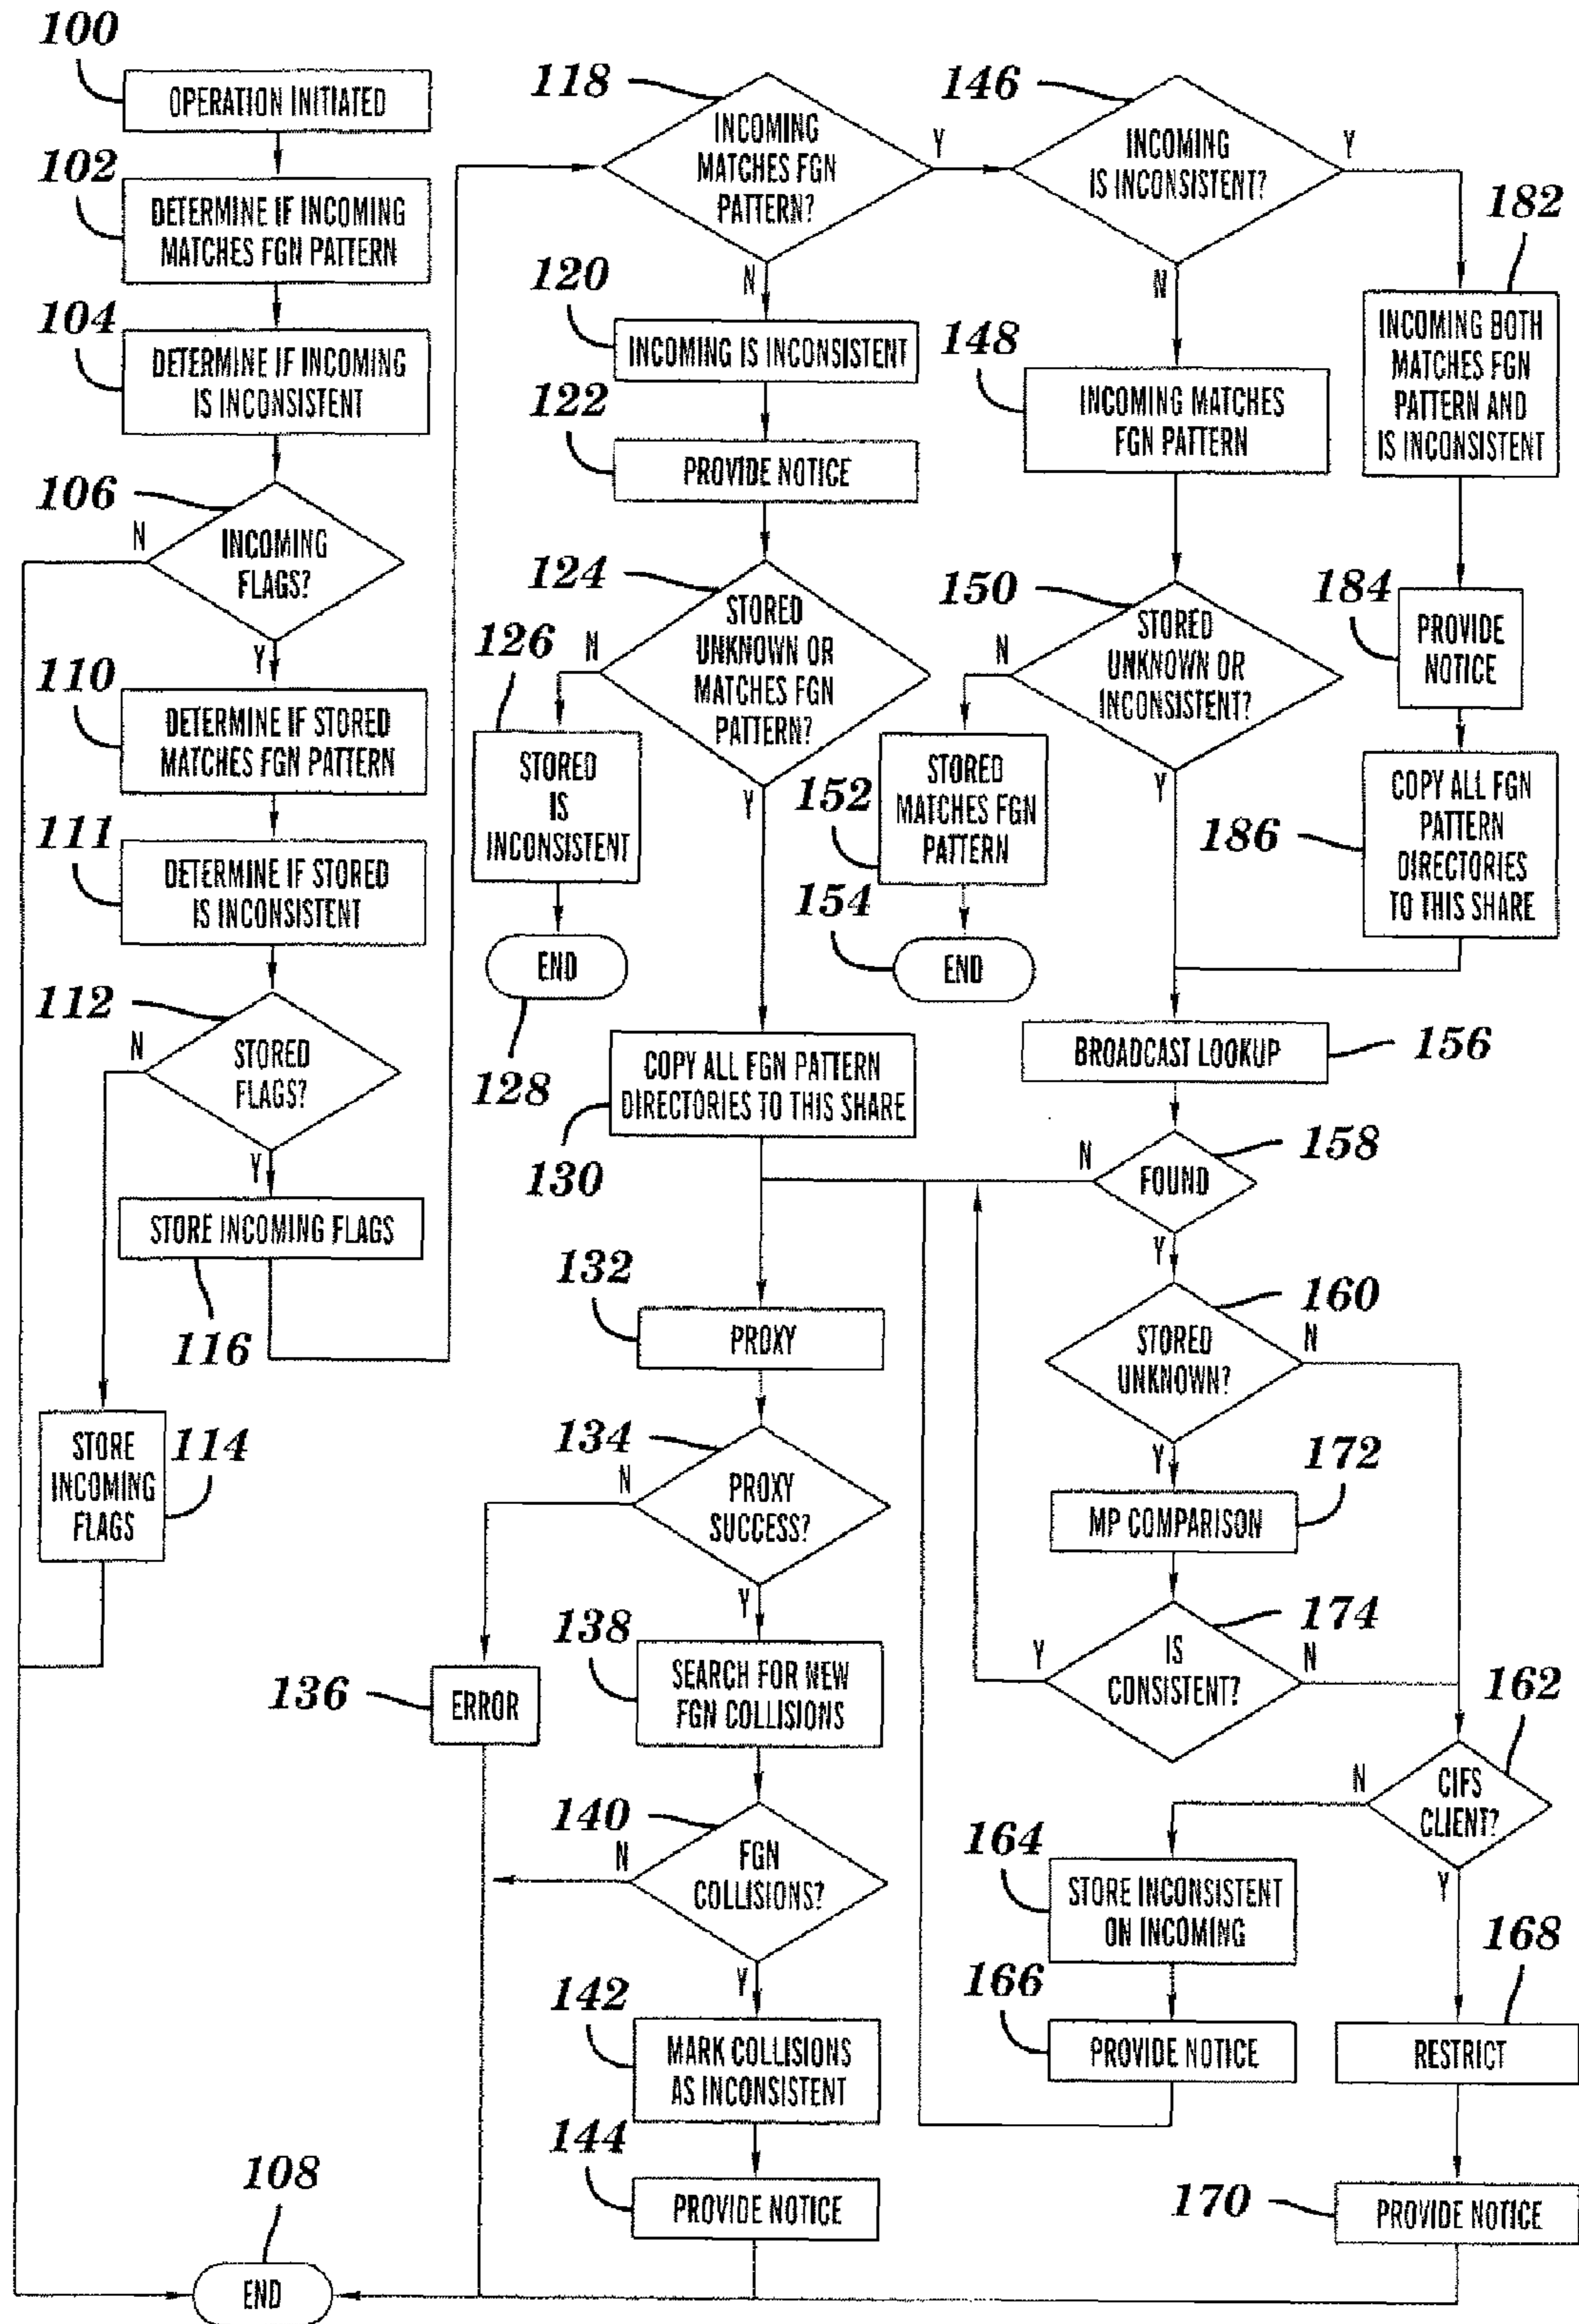 100
OPERATION INITIATED
102
DETERMINE IF INCOMING
MATCHES FGN PATTERN
104
DETERMINE IF INCOMING
IS INCONSISTENT
106
N
INCOMING
FLAGS?
Y
110
DETERMINE IF STORED
MATCHES FGN PATTERN
111
DETERMINE IF STORED
IS INCONSISTENT
112
N
STORED
FLAGS?
Y
STORE INCOMING FLAGS
116
STORE
INCOMING
FLAGS
114
108
END
118
INCOMING
MATCHES FGN
PATTERN?
Y
N
120
INCOMING IS INCONSISTENT
122
PROVIDE NOTICE
124
STORED
UNKNOWN OR
MATCHES FGN
PATTERN?
N
126
STORED
IS
INCONSISTENT
END
128
Y
COPY ALL FGN PATTERN
DIRECTORIES TO THIS SHARE
130
132
PROXY
134
N
PROXY
SUCCESS?
Y
136
ERROR
138
SEARCH FOR NEW
FGN COLLISIONS
140
N
FGN
COLLISIONS?
Y
142
MARK COLLISIONS
AS INCONSISTENT
144
PROVIDE NOTICE
146
INCOMING
IS INCONSISTENT?
Y
N
148
INCOMING MATCHES
FGN PATTERN
150
N
STORED
UNKNOWN OR
INCONSISTENT?
Y
152
STORED
MATCHES FGN
PATTERN
154
END
182
INCOMING BOTH
MATCHES FGN
PATTERN AND
IS INCONSISTENT
184
PROVIDE
NOTICE
186
COPY ALL FGN
PATTERN
DIRECTORIES
TO THIS SHARE
BROADCAST LOOKUP
156
N
FOUND
158
Y
160
STORED
UNKNOWN?
N
Y
172
MP COMPARISON
174
Y
IS
CONSISTENT?
N
162
N
CIFS
CLIENT?
Y
164
STORE INCONSISTENT
ON INCOMING
166
PROVIDE NOTICE
168
RESTRICT
170
PROVIDE NOTICE